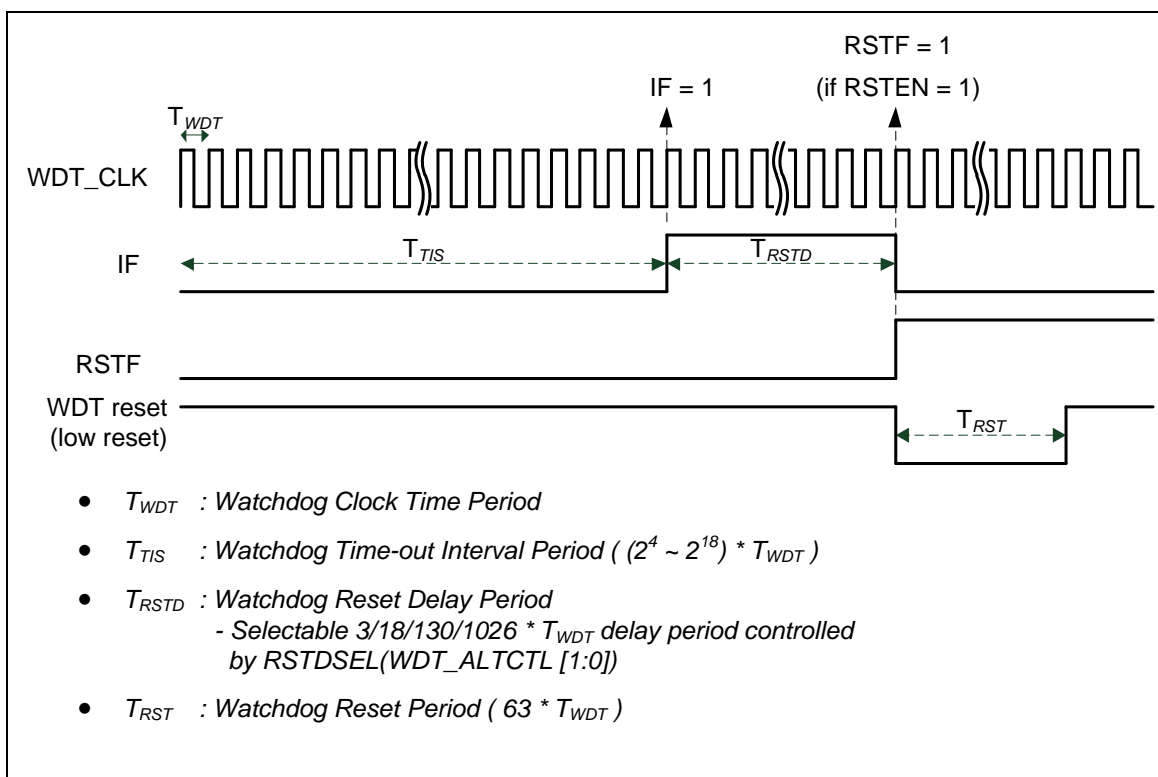 RSTF = 1
IF = 1 (if RSTEN = 1)
TWDT
WDT_CLK
TTIS TRSTD
IF
RSTF
WDT reset
(low reset)
TRST
• TWDT : Watchdog Clock Time Period
• TTIS : Watchdog Time-out Interval Period ( (2^4 ~ 2^18) * TWDT )
• TRSTD : Watchdog Reset Delay Period
- Selectable 3/18/130/1026 * TWDT delay period controlled
by RSTDSEL(WDT_ALTCTL [1:0])
• TRST : Watchdog Reset Period ( 63 * TWDT )